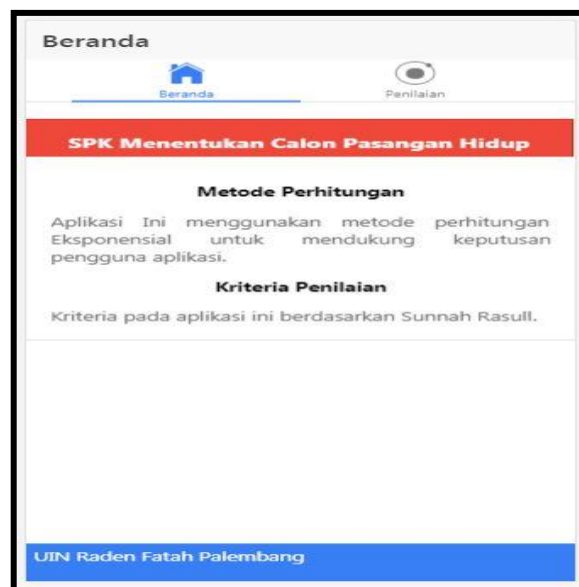 Beranda
Beranda
Penilaian
SPK Menentukan Calon Pasangan Hidup
Metode Perhitungan
Aplikasi Ini menggunakan metode perhitungan
Eksponensial untuk mendukung keputusan
pengguna aplikasi.
Kriteria Penilaian
Kriteria pada aplikasi ini berdasarkan Sunnah Rasull.
UIN Raden Fatah Palembang